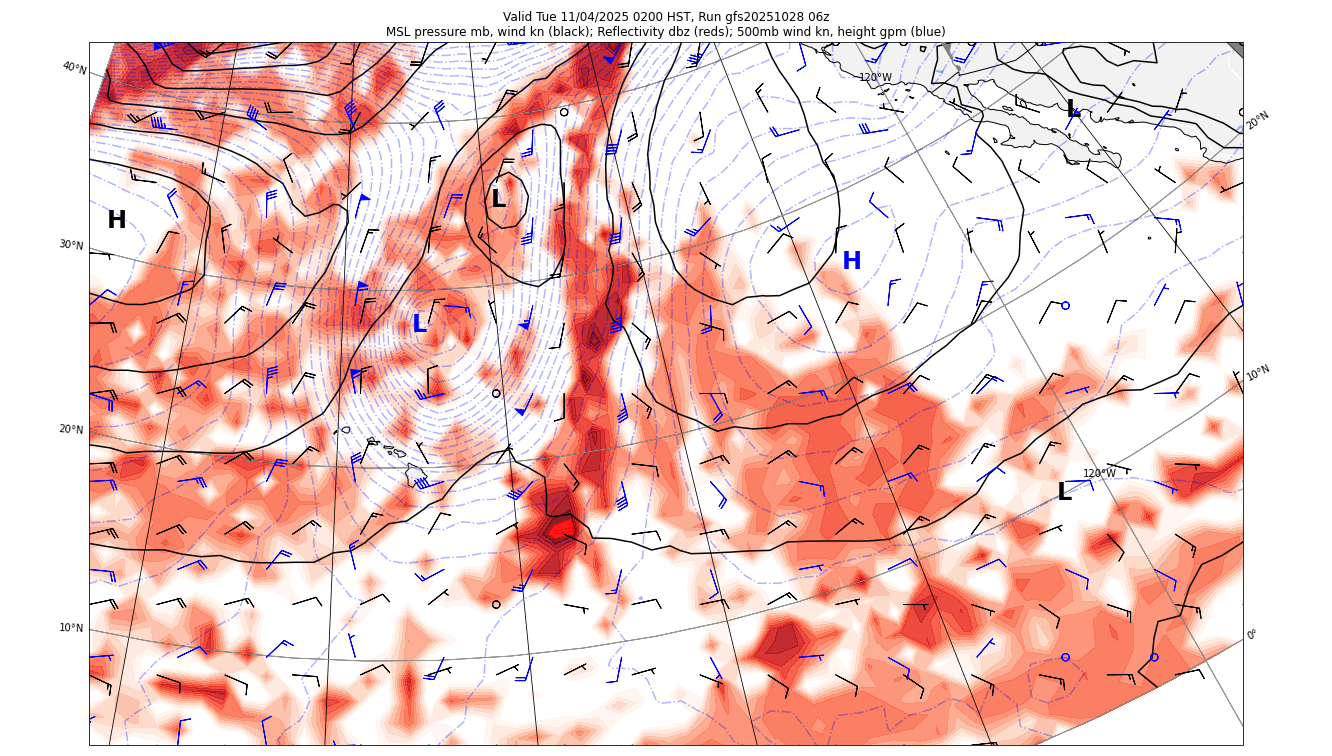 Valid Tue 11/04/2025 0200 HST, Run gfs20251028 06z
MSL pressure mb, wind kn (black); Reflectivity dbz (reds); 500mb wind kn, height gpm (blue)
40°N
120°W
L
20°N
L
H
30°N
H
L
10°N
20°N
120°W
L
10°N
0°